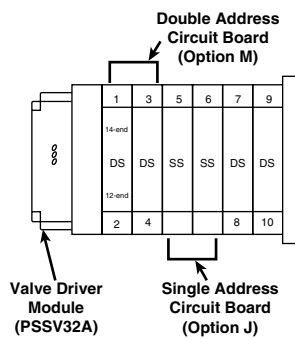 Double Address
Circuit Board
(Option M)
1 3 5 6 7 9
14-end
DS DS SS SS DS DS
12-end
2 4 8 10
Valve Driver
Module
(PSSV32A)
Single Address
Circuit Board
(Option J)